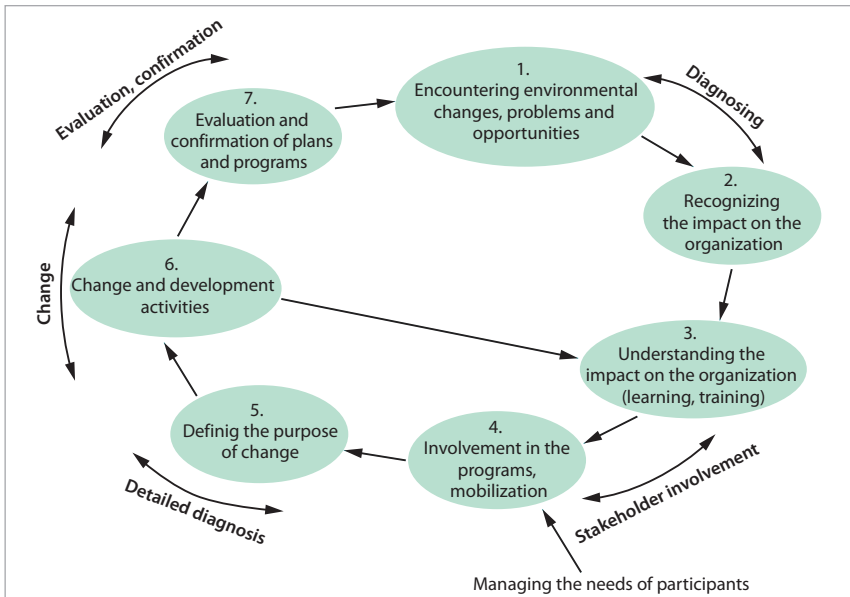 Evaluation, confirmation
1.
Encountering environmental
changes, problems and
opportunities
Diagnosing
7.
Evaluation and
confirmation of plans
and programs
2.
Recognizing
the impact on the
organization
Change
6.
Change and development
activities
3.
Understanding the
impact on the organization
(learning, training)
5.
Definig the purpose
of change
4.
Involvement in the
programs,
mobilization
Detailed diagnosis
Stakeholder involvement
Managing the needs of participants